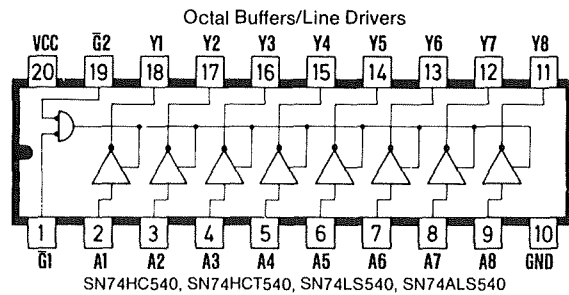 Octal Buffers/Line Drivers
VCC G̅2 Y1 Y2 Y3 Y4 Y5 Y6 Y7 Y8
20 19 18 17 16 15 14 13 12 11
1 2 3 4 5 6 7 8 9 10
G̅1 A1 A2 A3 A4 A5 A6 A7 A8 GND
SN74HC540, SN74HCT540, SN74LS540, SN74ALS540